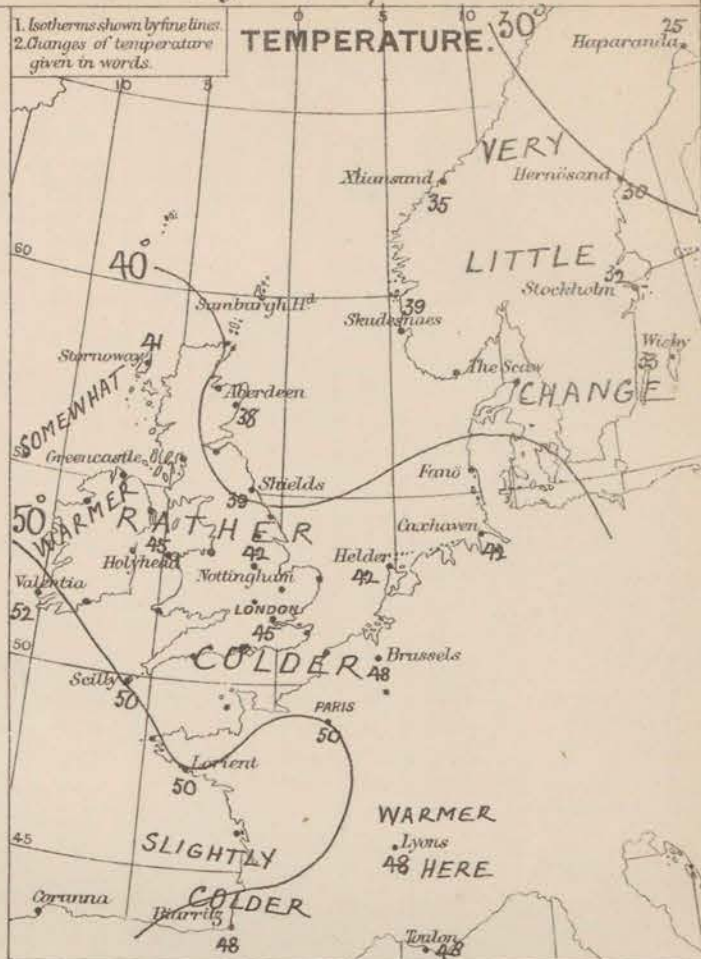 1. Isotherms shown by fine lines.
2. Changes of temperature
given in words.
TEMPERATURE.
0
10
30°
25
Haparanda
10
5
VERY
Xtiansand
35
Hernösand
30
60
40°
LITTLE
32
Stockholm
Sumburgh Hd.
39
Skudesnaes
41
Stornoway
The Scaw
Wisby
35
SOMEWHAT
Aberdeen
38
CHANGE
55
Greencastle
Shields
39
Fanö
50°
WARMER
RATHER
Cuxhaven
42
45
Holyhead
42
Nottingham
Helder
42
Valentia
52
LONDON
45
50
COLDER
Brussels
48
Scilly
50
PARIS
50
Lorient
50
WARMER
45
SLIGHTLY
Lyons
48 HERE
Corunna
COLDER
Biarritz
48
Toulon
48